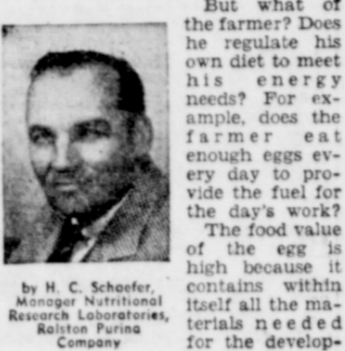 But what of
the farmer? Does
he regulate his
own diet to meet
his energy
needs? For ex-
ample, does the
farmer eat
enough eggs ev-
ery day to pro-
vide the fuel for
the day's work?
The food value
of the egg is
high because it
contains within
itself all the ma-
terials needed
for the develop-
by H. C. Schaefer,
Manager Nutritional
Research Laboratories,
Ralston Purina
Company